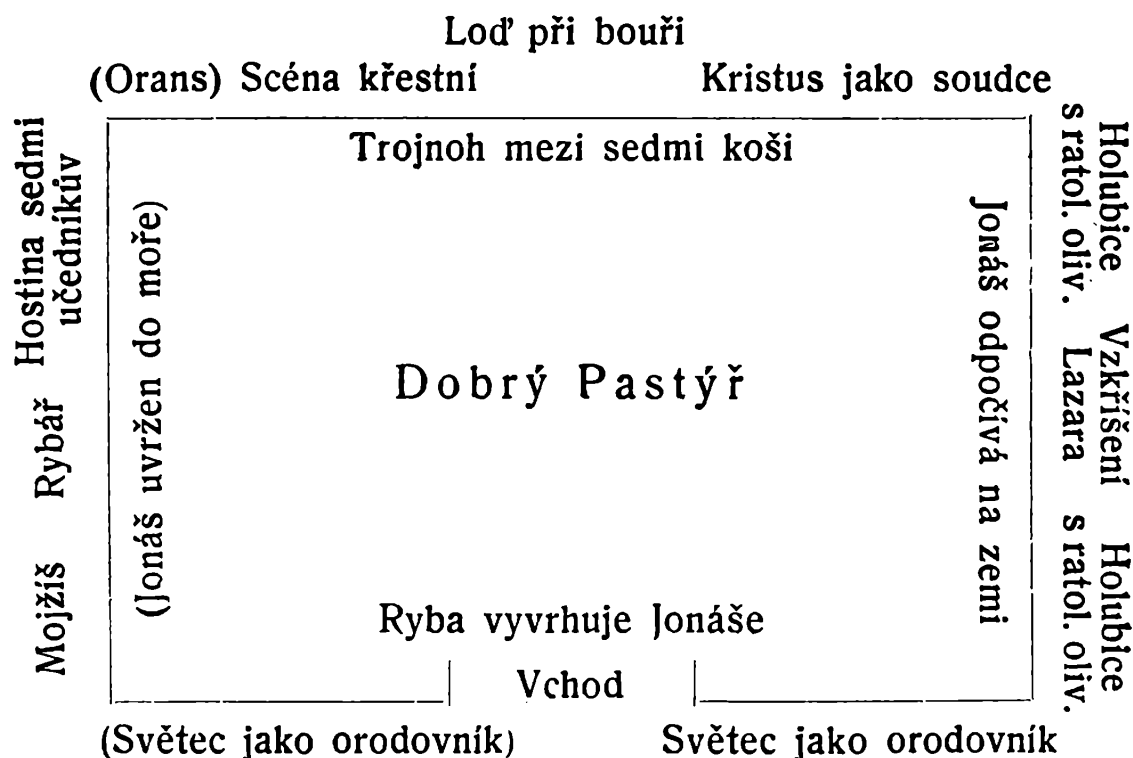 Loď při bouři
(Orans) Scéna křestní
Kristus jako soudce
Trojnoh mezi sedmi koši
Hostina sedmi
učedníkův
Rybář
Mojžíš
(Jonáš uvržen do moře)
Dobrý Pastýř
Jonáš odpočívá na zemi
Holubice
s ratol. oliv.
Vzkříšení
Lazara
Holubice
s ratol. oliv.
Ryba vyvrhuje Jonáše
Vchod
(Světec jako orodovník)
Světec jako orodovník